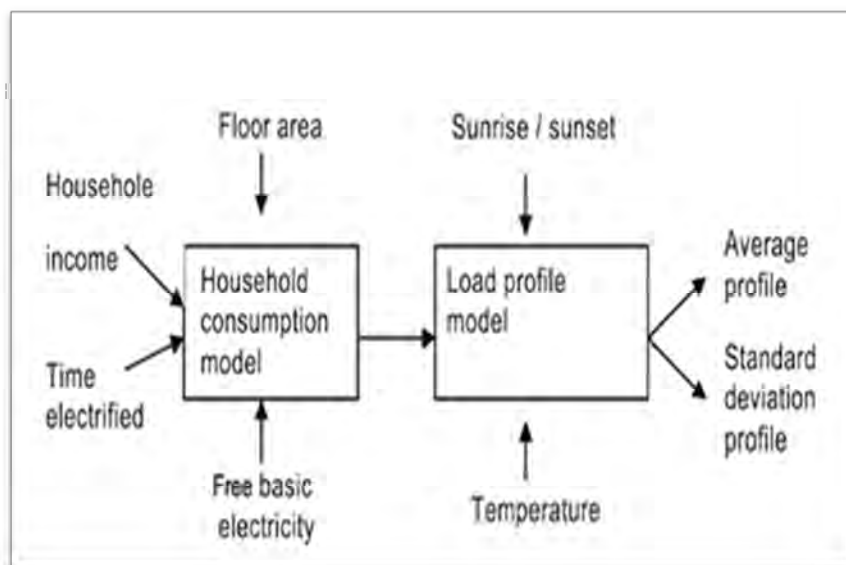 Floor area
Sunrise / sunset
Househole
income
Time
electrified
Household
consumption
model
Free basic
electricity
Load profile
model
Temperature
Average
profile
Standard
deviation
profile